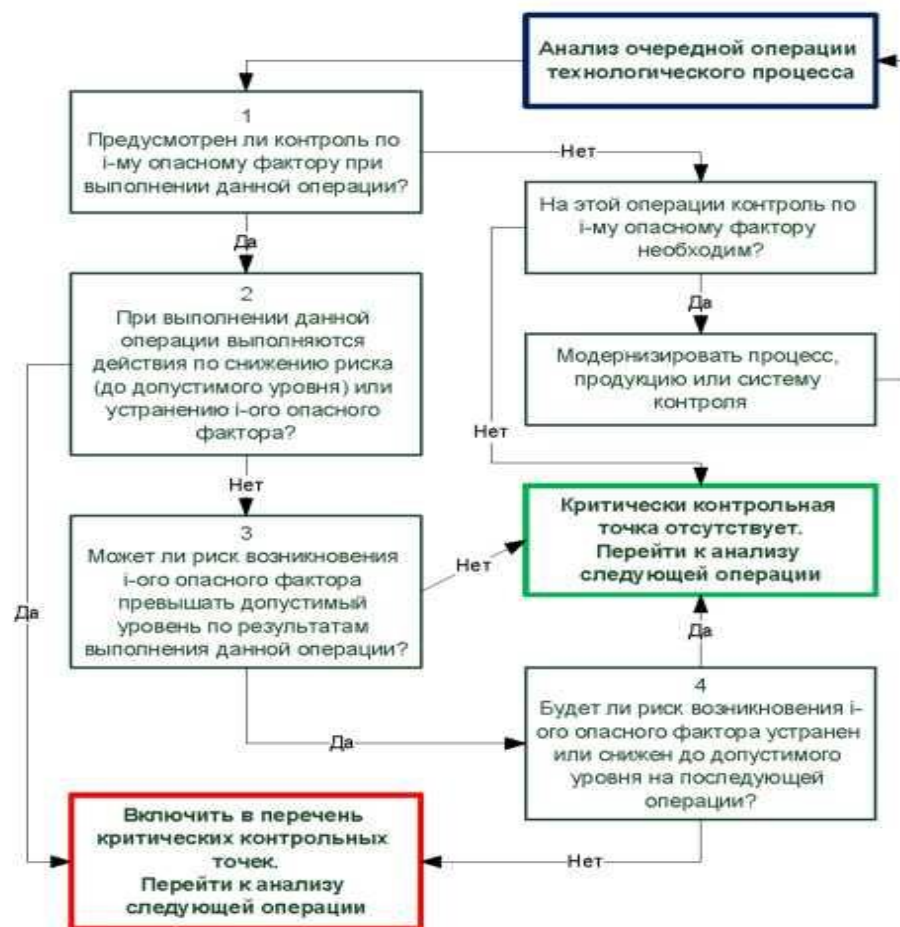 Анализ очередной операции
технологического процесса
1
Предусмотрен ли контроль по
i-му опасному фактору при
выполнении данной операции?
Нет
На этой операции контроль по
i-му опасному фактору
необходим?
Да
2
При выполнении данной
операции выполняются
действия по снижению риска
(до допустимого уровня) или
устранению i-ого опасного
фактора?
Да
Модернизировать процесс,
продукцию или систему
контроля
Нет
Нет
Критически контрольная
точка отсутствует.
Перейти к анализу
следующей операции
3
Может ли риск возникновения
i-ого опасного фактора
превышать допустимый
уровень по результатам
выполнения данной операции?
Нет
Да
Да
4
Будет ли риск возникновения i-
ого опасного фактора устранен
или снижен до допустимого
уровня на последующей
операции?
Да
Включить в перечень
критических контрольных
точек.
Перейти к анализу
следующей операции
Нет